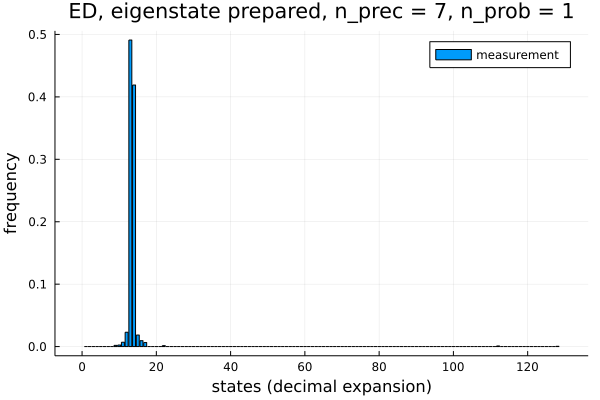 ED, eigenstate prepared, n_prec = 7, n_prob = 1
measurement
frequency
0.5
0.4
0.3
0.2
0.1
0.0
0 20 40 60 80 100 120
states (decimal expansion)